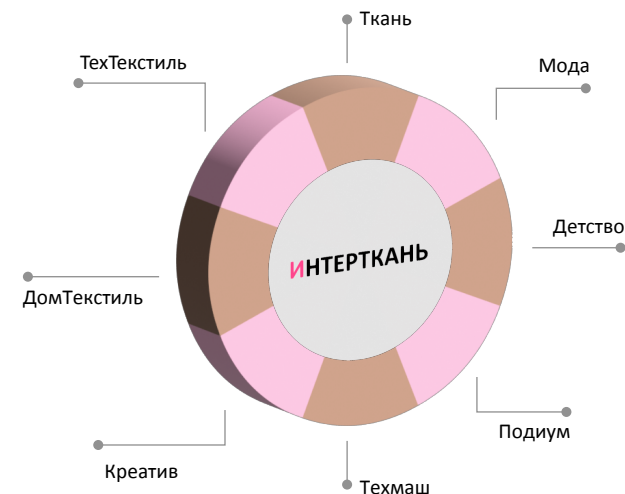 Ткань
ТехТекстиль
Мода
Детство
ИНТЕРТКАНЬ
ДомТекстиль
Подиум
Креатив
Техмаш